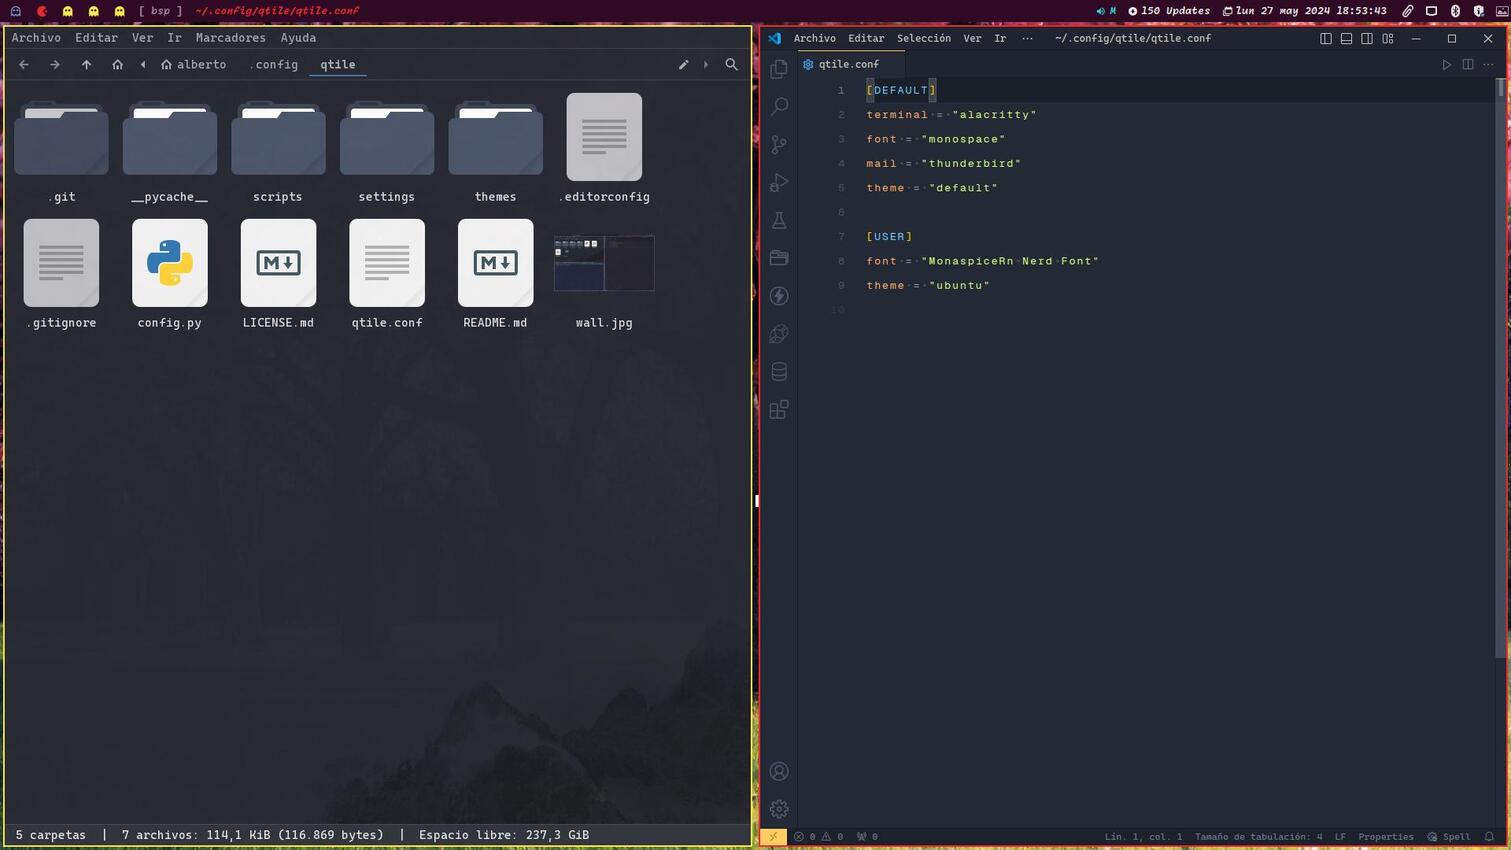 [ bsp ] ~/.config/qtile/qtile.conf
M 150 Updates lun 27 may 2024 18:53:43
Archivo Editar Ver Ir Marcadores Ayuda
alberto .config qtile
.git __pycache__ scripts settings themes .editorconfig
.gitignore config.py LICENSE.md qtile.conf README.md wall.jpg
5 carpetas | 7 archivos: 114,1 KiB (116.869 bytes) | Espacio libre: 237,3 GiB
Archivo Editar Selección Ver Ir ··· ~/.config/qtile/qtile.conf
qtile.conf
1 [DEFAULT]
2 terminal = "alacritty"
3 font = "monospace"
4 mail = "thunderbird"
5 theme = "default"
6
7 [USER]
8 font = "MonaspiceRn Nerd Font"
9 theme = "ubuntu"
10
0 0 0 Lín. 1, col. 1 Tamaño de tabulación: 4 LF Properties Spell